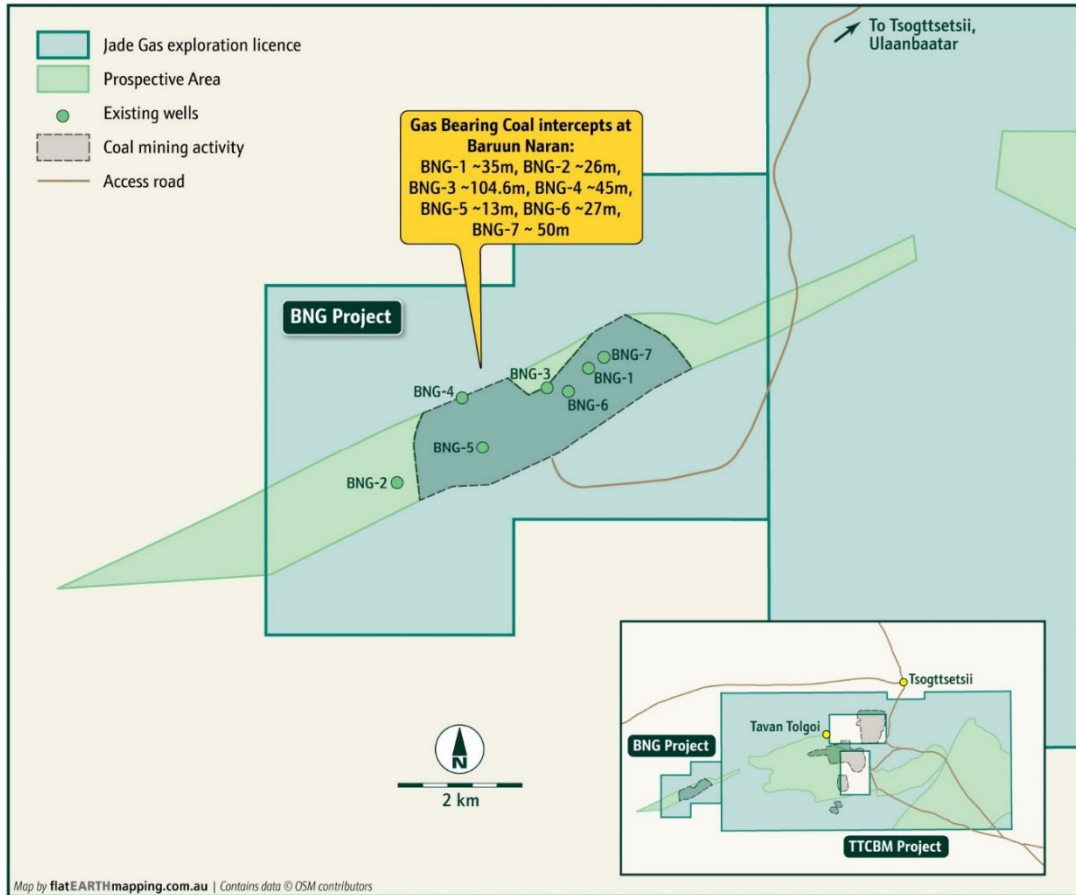 Jade Gas exploration licence
Prospective Area
Existing wells
Coal mining activity
Access road
To Tsogttsetsii,
Ulaanbaatar
Gas Bearing Coal intercepts at
Baruun Naran:
BNG-1 ~35m, BNG-2 ~26m,
BNG-3 ~104.6m, BNG-4 ~45m,
BNG-5 ~13m, BNG-6 ~27m,
BNG-7 ~ 50m
BNG Project
BNG-7
BNG-3
BNG-1
BNG-4
BNG-6
BNG-5
BNG-2
N
2 km
Tsogttsetsii
Tavan Tolgoi
BNG Project
TTCBM Project
Map by flatEARTHmapping.com.au | Contains data © OSM contributors